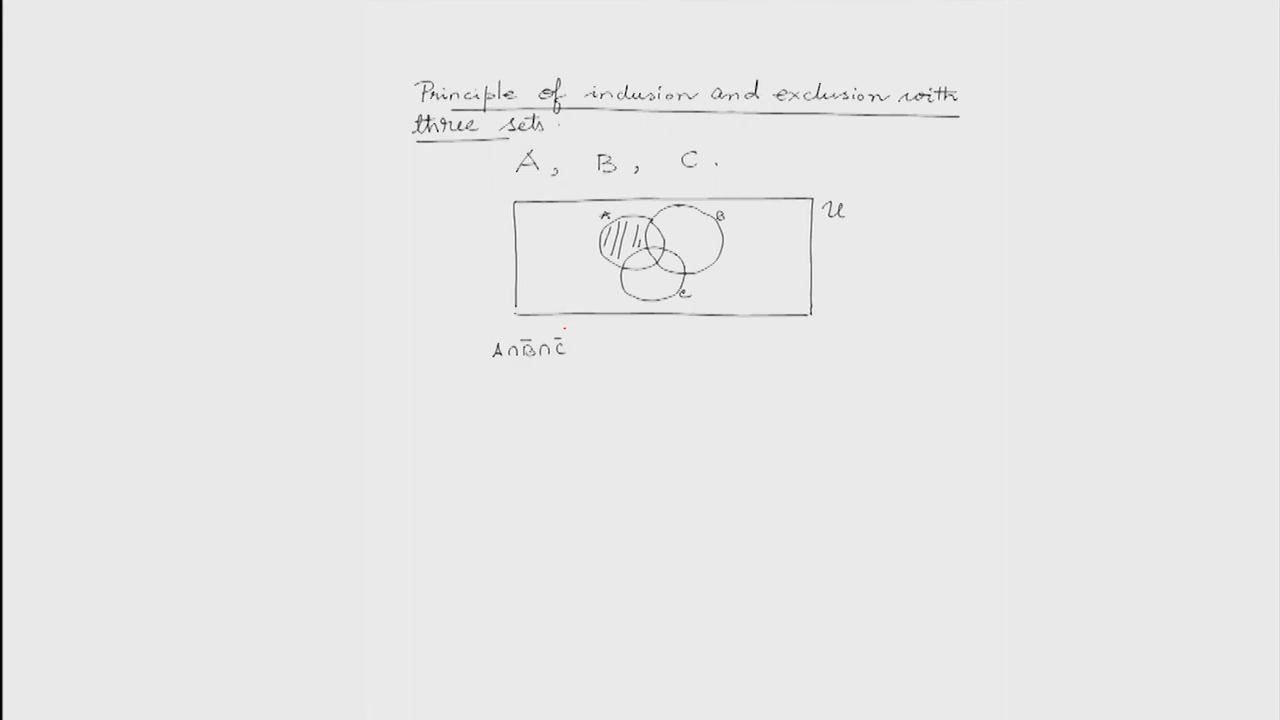 Principle of inclusion and exclusion with
three sets.
A, B, C.
U
A B
C
A∩B̅∩C̅